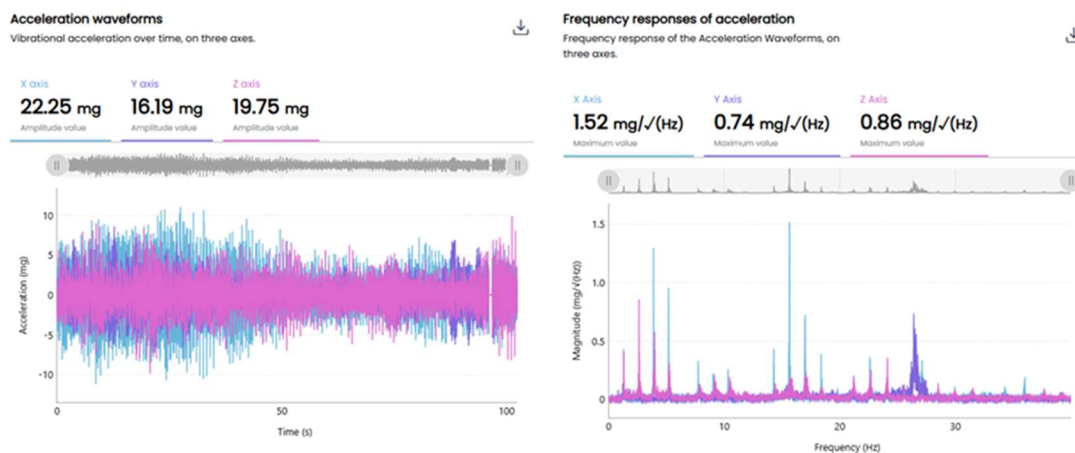 Acceleration waveforms
Vibrational acceleration over time, on three axes.
X axis
Y axis
Z axis
22.25 mg
16.19 mg
19.75 mg
Amplitude value
Amplitude value
Amplitude value
10
5
0
-5
-10
Acceleration (mg)
0
50
100
Time (s)
Frequency responses of acceleration
Frequency response of the Acceleration Waveforms, on
three axes.
X Axis
Y Axis
Z Axis
1.52 mg/√(Hz)
0.74 mg/√(Hz)
0.86 mg/√(Hz)
Maximum value
Maximum value
Maximum value
1.5
1.0
0.5
0
Magnitude (mg/√(Hz))
0
10
20
30
Frequency (Hz)